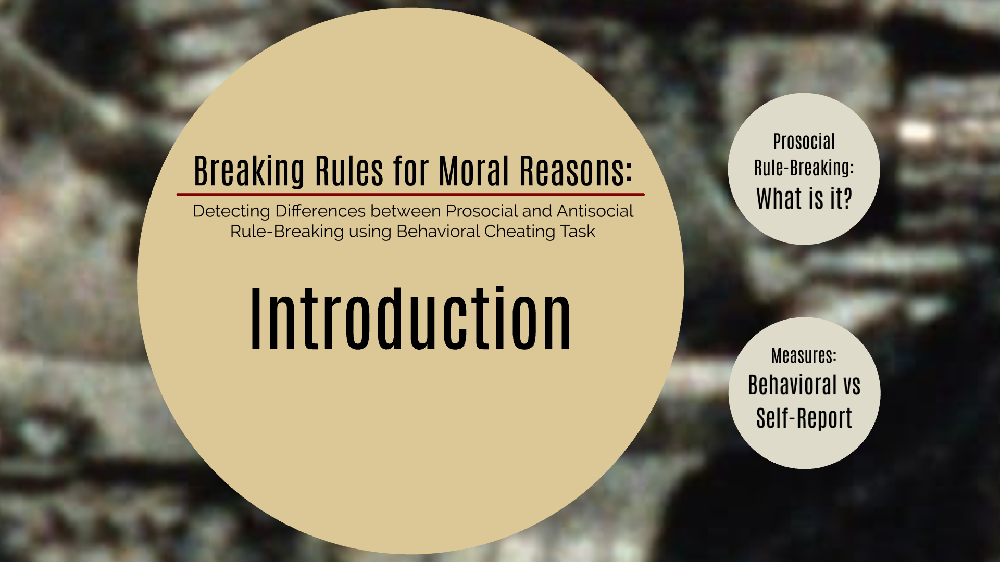 Breaking Rules for Moral Reasons:
Detecting Differences between Prosocial and Antisocial
Rule-Breaking using Behavioral Cheating Task
Introduction
Prosocial
Rule-Breaking:
What is it?
Measures:
Behavioral vs
Self-Report